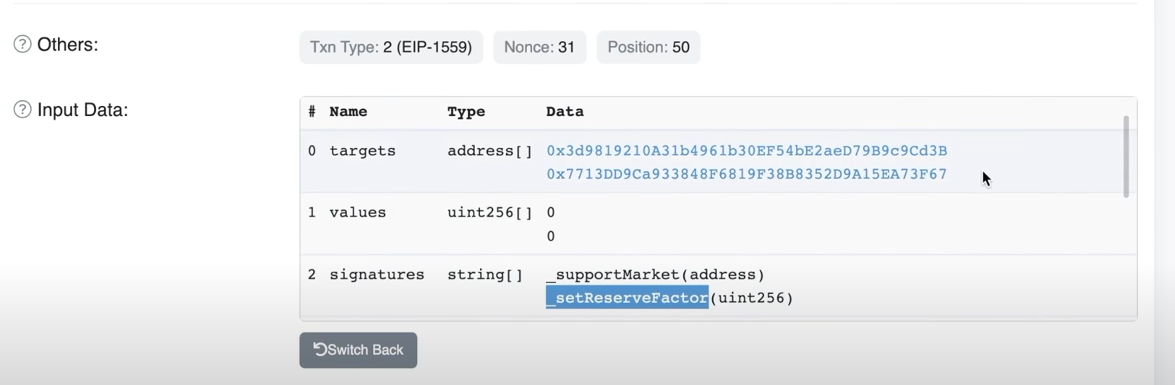 Others:
Txn Type: 2 (EIP-1559) Nonce: 31 Position: 50
Input Data:
# Name Type Data
0 targets address[] 0x3d9819210A31b4961b30EF54bE2aeD79B9c9Cd3B
0x7713DD9Ca933848F6819F38B8352D9A15EA73F67
1 values uint256[] 0
0
2 signatures string[] _supportMarket(address)
_setReserveFactor(uint256)
Switch Back